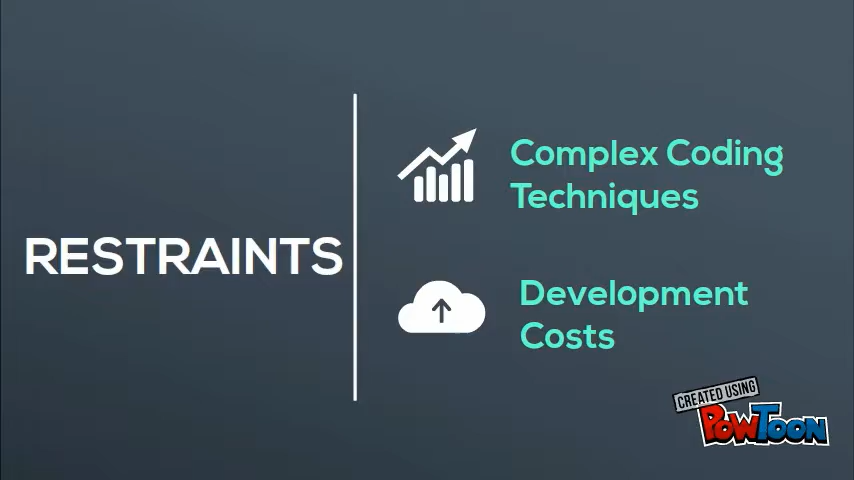 RESTRAINTS
Complex Coding
Techniques
Development
Costs
CREATED USING
POWTOON